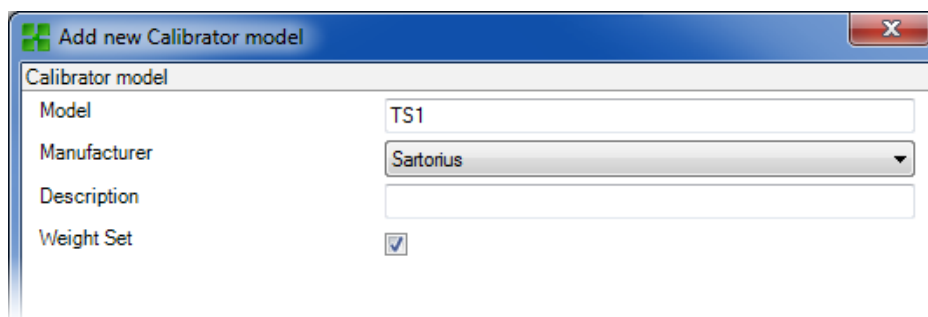 Add new Calibrator model
Calibrator model
Model TS1
Manufacturer Sartorius
Description
Weight Set